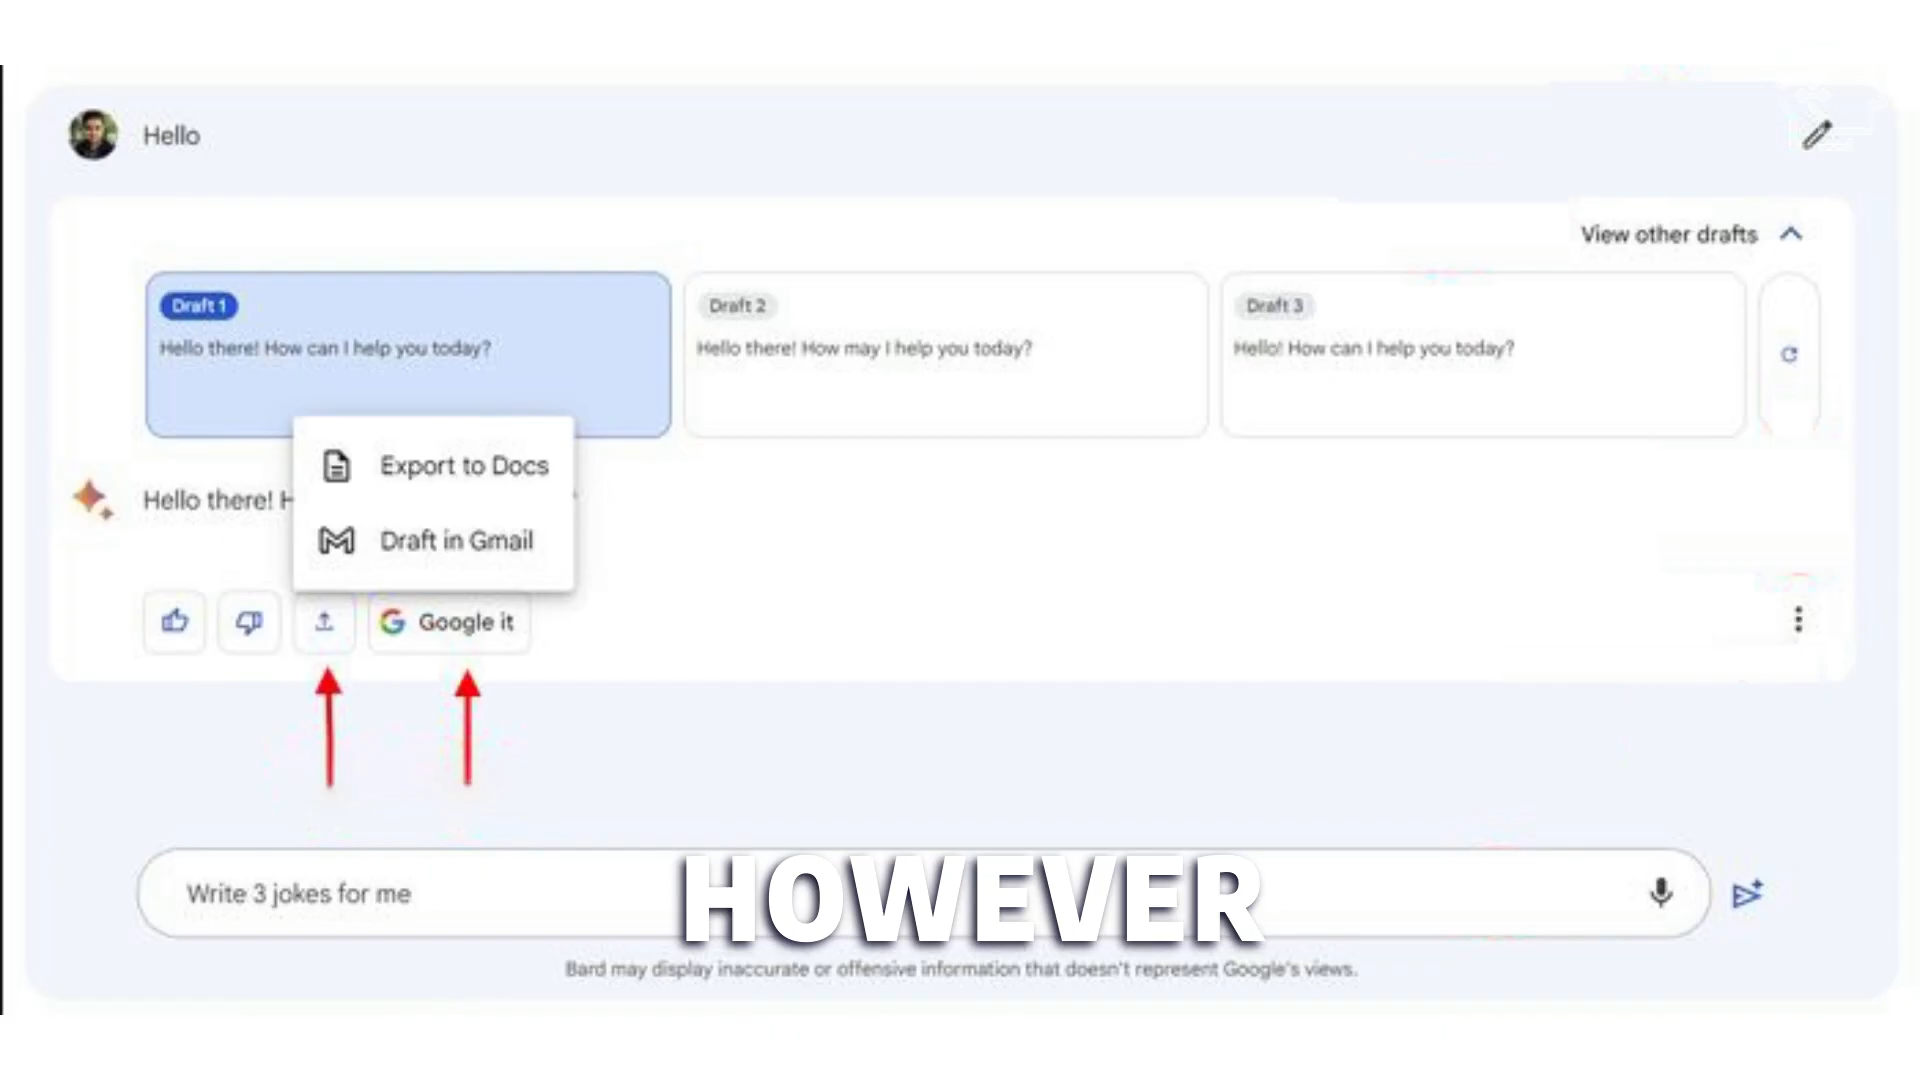 Hello
View other drafts
Draft 1
Draft 2
Draft 3
Hello there! How can I help you today?
Hello there! How may I help you today?
Hello! How can I help you today?
Export to Docs
Hello there! H
Draft in Gmail
Google it
Write 3 jokes for me
HOWEVER
Bard may display inaccurate or offensive information that doesn't represent Google's views.